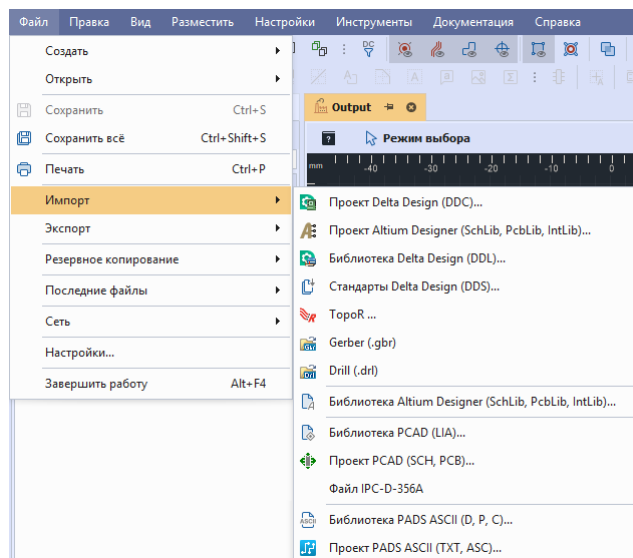 Файл Правка Вид Разместить Настройки Инструменты Документация Справка
Создать
Открыть
Сохранить Ctrl+S
Сохранить всё Ctrl+Shift+S
Печать Ctrl+P
Импорт
Экспорт
Резервное копирование
Последние файлы
Сеть
Настройки...
Завершить работу Alt+F4
DC
Output
Режим выбора
mm -40 -30 -20 -10 0
Проект Delta Design (DDC)...
Проект Altium Designer (SchLib, PcbLib, IntLib)...
Библиотека Delta Design (DDL)...
Стандарты Delta Design (DDS)...
TopoR ...
Gerber (.gbr)
Drill (.drl)
Библиотека Altium Designer (SchLib, PcbLib, IntLib)...
Библиотека PCAD (LIA)...
Проект PCAD (SCH, PCB)...
Файл IPC-D-356A
Библиотека PADS ASCII (D, P, C)...
Проект PADS ASCII (TXT, ASC)...